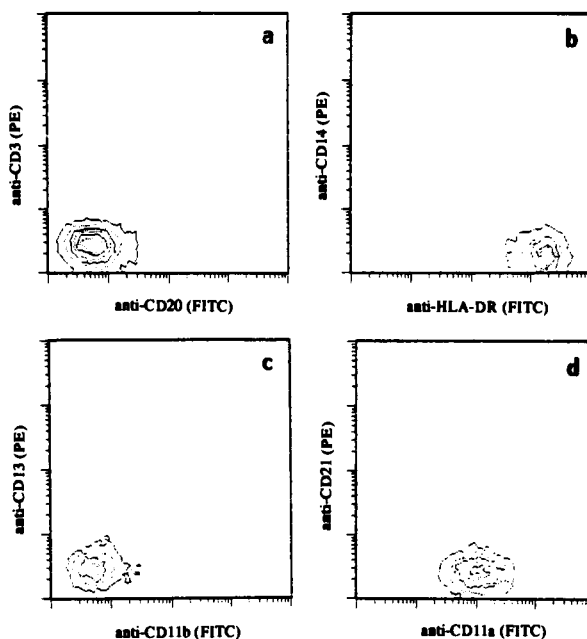 a
anti-CD3 (PE)
anti-CD20 (FITC)
b
anti-CD14 (PE)
anti-HLA-DR (FITC)
c
anti-CD13 (PE)
anti-CD11b (FITC)
d
anti-CD21 (PE)
anti-CD11a (FITC)